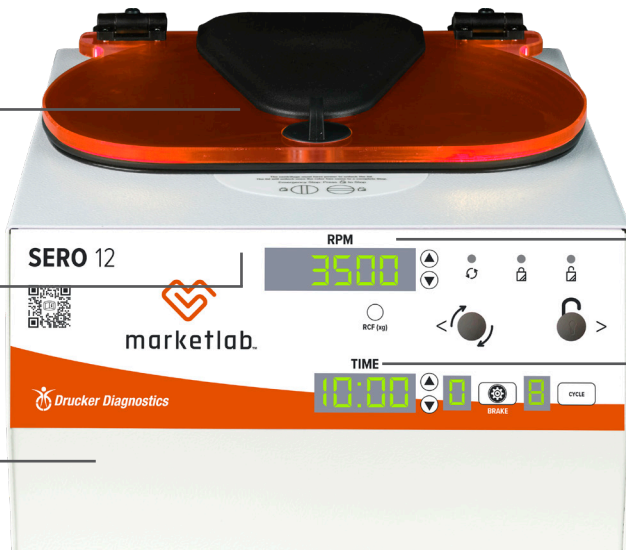 RPM
SERO 12
3500
RCF (xg)
marketlab
TIME
10:00
0
8
CYCLE
BRAKE
Drucker Diagnostics